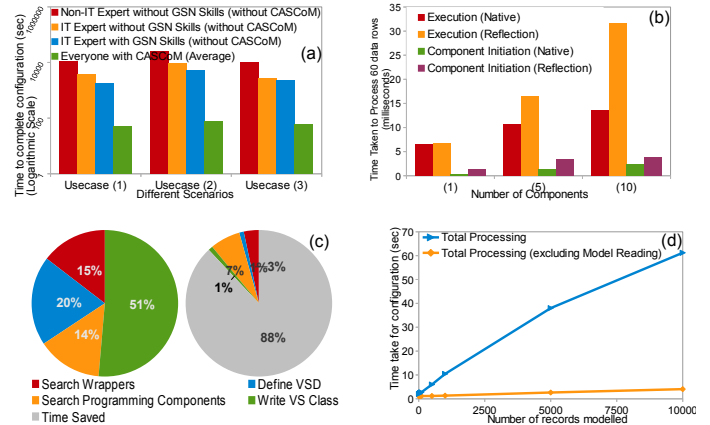 Non-IT Expert without GSN Skills (without CASCoM)
IT Expert without GSN Skills (without CASCoM)
IT Expert with GSN Skills (without CASCoM)
Everyone with CASCoM (Average)
(a)
Time to complete configuration (sec)
(Logarithmic Scale)
1000000
10000
100
Usecase (1)
Usecase (2)
Usecase (3)
Different Scenarios
(b)
Execution (Native)
Execution (Reflection)
Component Initiation (Native)
Component Initiation (Reflection)
Time Taken to Process 60 data rows
(milliseconds)
35
30
25
20
15
10
5
0
(1)
(5)
(10)
Number of Components
(c)
15%
20%
14%
51%
7%
3%
1%
88%
Search Wrappers
Define VSD
Search Programming Components
Write VS Class
Time Saved
(d)
Total Processing
Total Processing (excluding Model Reading)
Time take for configuration (sec)
70
60
50
40
30
20
10
0
0
2500
5000
7500
10000
Number of records modelled